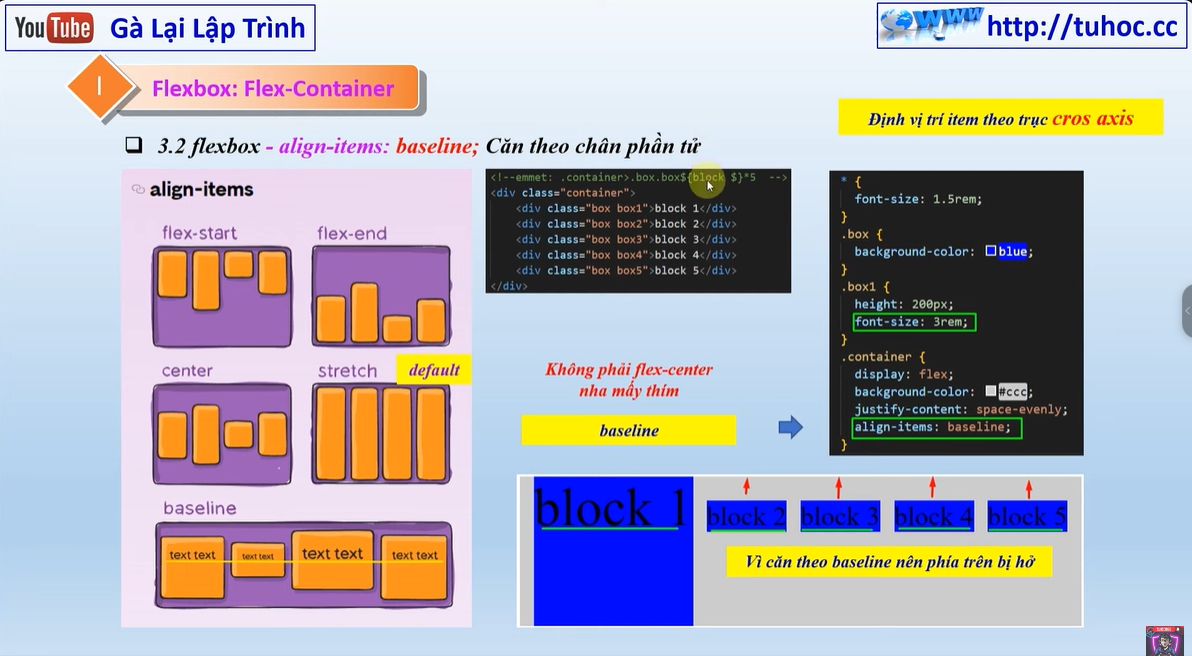 YouTube Gà Lại Lập Trình
WWW http://tuhoc.cc
I
Flexbox: Flex-Container
Định vị trí item theo trục cros axis
3.2 flexbox - align-items: baseline; Căn theo chân phần tử
align-items
flex-start
flex-end
center
stretch
default
baseline
text text
text text
text text
text text
<!--emmet: .container>.box.box${block $}*5 -->
<div class="container">
<div class="box box1">block 1</div>
<div class="box box2">block 2</div>
<div class="box box3">block 3</div>
<div class="box box4">block 4</div>
<div class="box box5">block 5</div>
</div>
Không phải flex-center
nha mấy thím
baseline
* {
font-size: 1.5rem;
}
.box {
background-color: blue;
}
.box1 {
height: 200px;
font-size: 3rem;
}
.container {
display: flex;
background-color: #ccc;
justify-content: space-evenly;
align-items: baseline;
}
block 1
block 2
block 3
block 4
block 5
Vì căn theo baseline nên phía trên bị hở